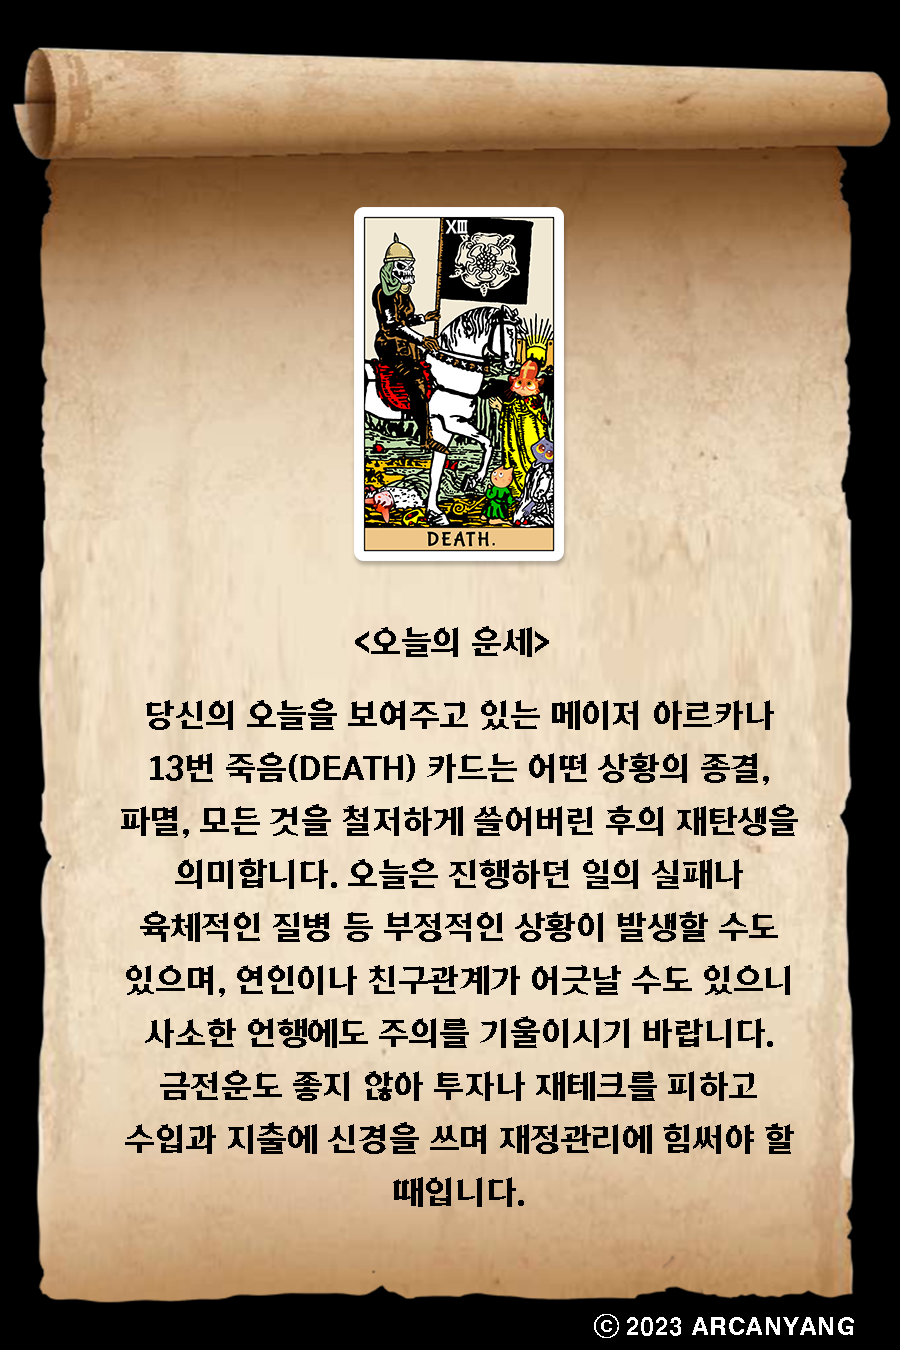 XIII
DEATH.
<오늘의 운세>
당신의 오늘을 보여주고 있는 메이저 아르카나
13번 죽음(DEATH) 카드는 어떤 상황의 종결,
파멸, 모든 것을 철저하게 쓸어버린 후의 재탄생을
의미합니다. 오늘은 진행하던 일의 실패나
육체적인 질병 등 부정적인 상황이 발생할 수도
있으며, 연인이나 친구관계가 어긋날 수도 있으니
사소한 언행에도 주의를 기울이시기 바랍니다.
금전운도 좋지 않아 투자나 재테크를 피하고
수입과 지출에 신경을 쓰며 재정관리에 힘써야 할
때입니다.
ⓒ 2023 ARCANYANG